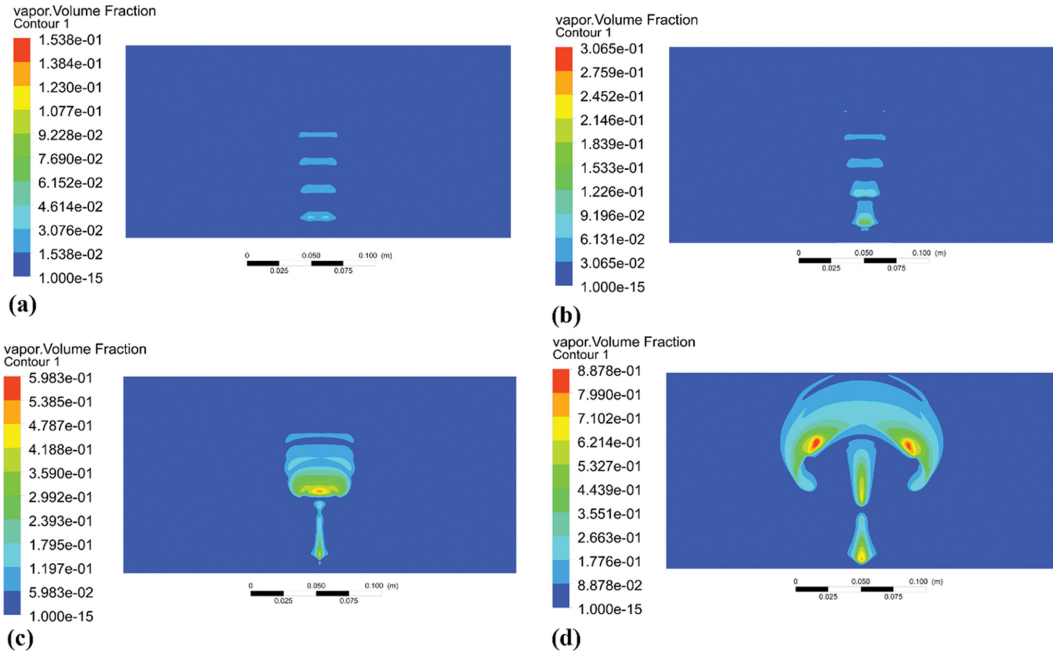 vapor.Volume Fraction
Contour 1
1.538e-01
1.384e-01
1.230e-01
1.077e-01
9.228e-02
7.690e-02
6.152e-02
4.614e-02
3.076e-02
1.538e-02
1.000e-15
0 0.050 0.100 (m)
0.025 0.075
(a)
vapor.Volume Fraction
Contour 1
3.065e-01
2.759e-01
2.452e-01
2.146e-01
1.839e-01
1.533e-01
1.226e-01
9.196e-02
6.131e-02
3.065e-02
1.000e-15
0 0.050 0.100 (m)
0.025 0.075
(b)
vapor.Volume Fraction
Contour 1
5.983e-01
5.385e-01
4.787e-01
4.188e-01
3.590e-01
2.992e-01
2.393e-01
1.795e-01
1.197e-01
5.983e-02
1.000e-15
0 0.050 0.100 (m)
0.025 0.075
(c)
vapor.Volume Fraction
Contour 1
8.878e-01
7.990e-01
7.102e-01
6.214e-01
5.327e-01
4.439e-01
3.551e-01
2.663e-01
1.776e-01
8.878e-02
1.000e-15
0 0.050 0.100 (m)
0.025 0.075
(d)